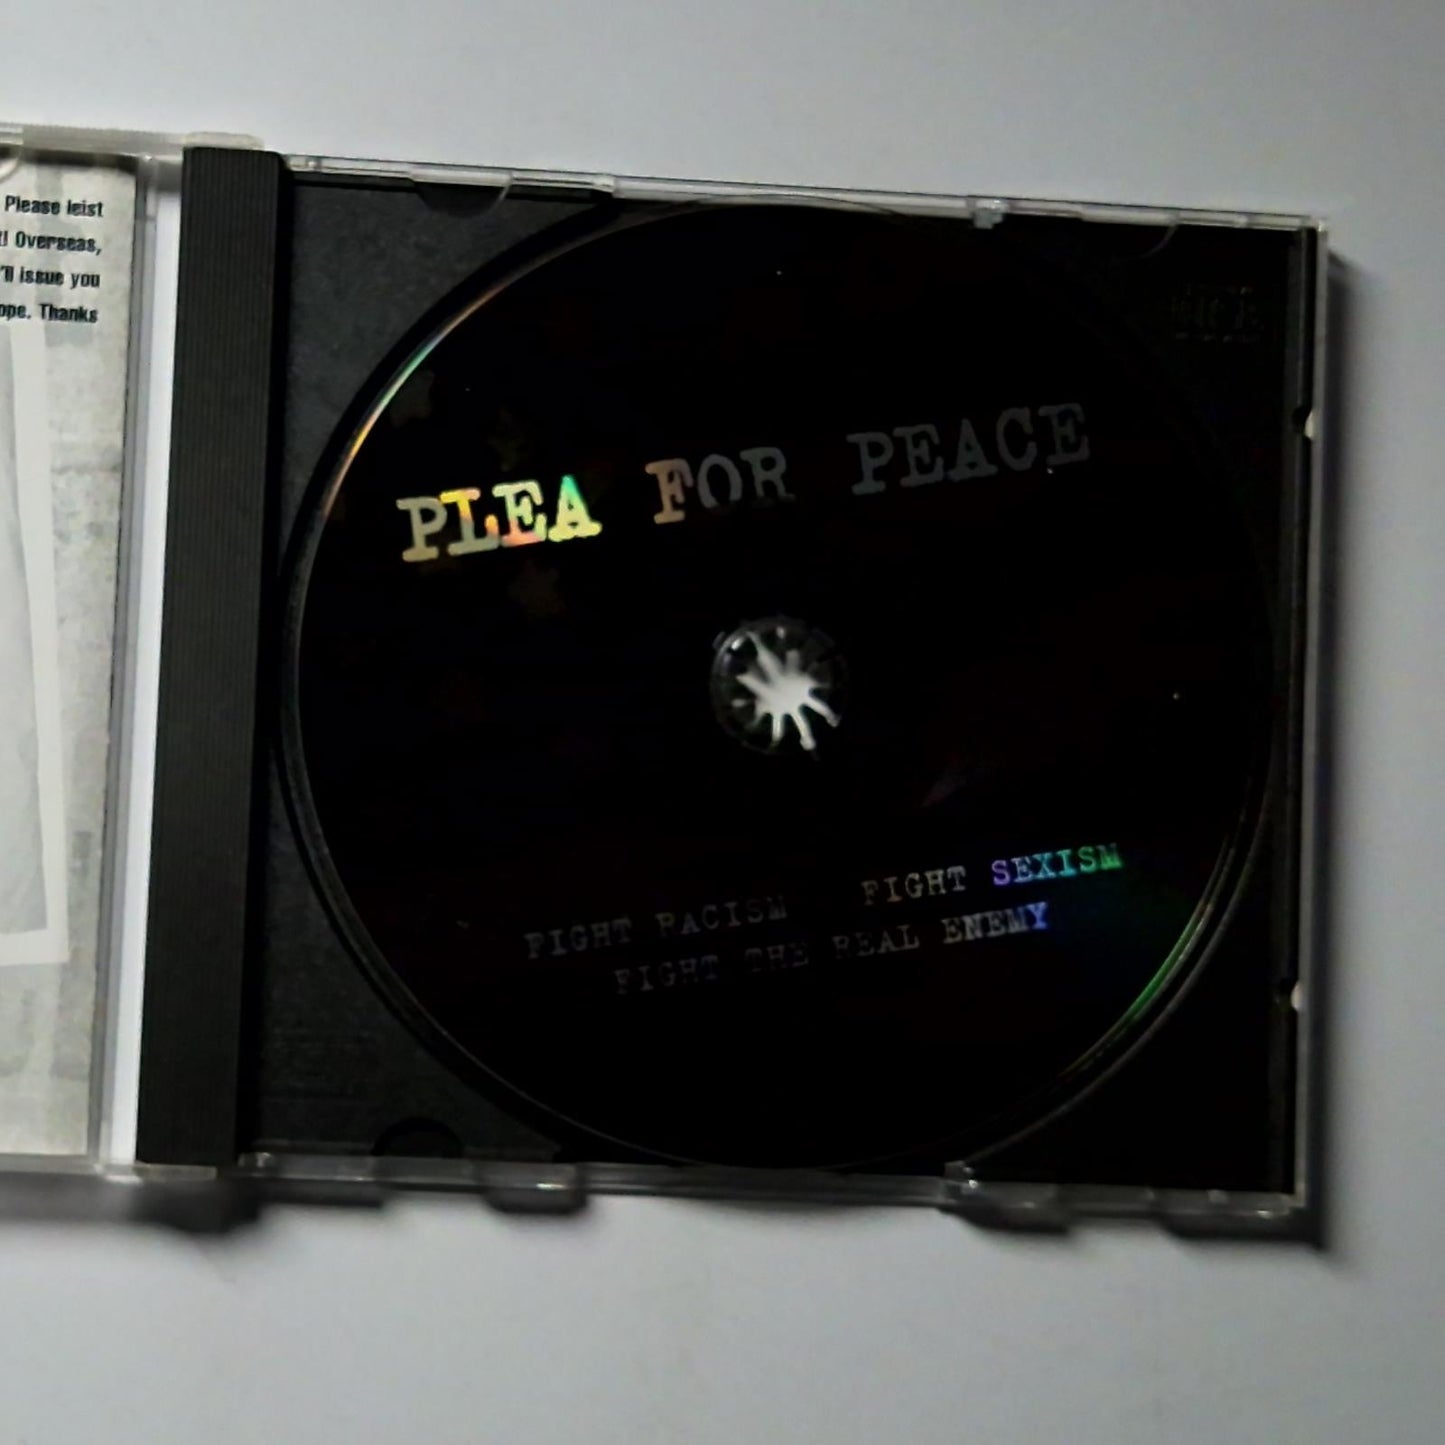 Please leist
Overseas,
'll issue you
ope. Thanks
PLEA FOR PEACE
FIGHT RACISM FIGHT SEXISM
FIGHT THE REAL ENEMY